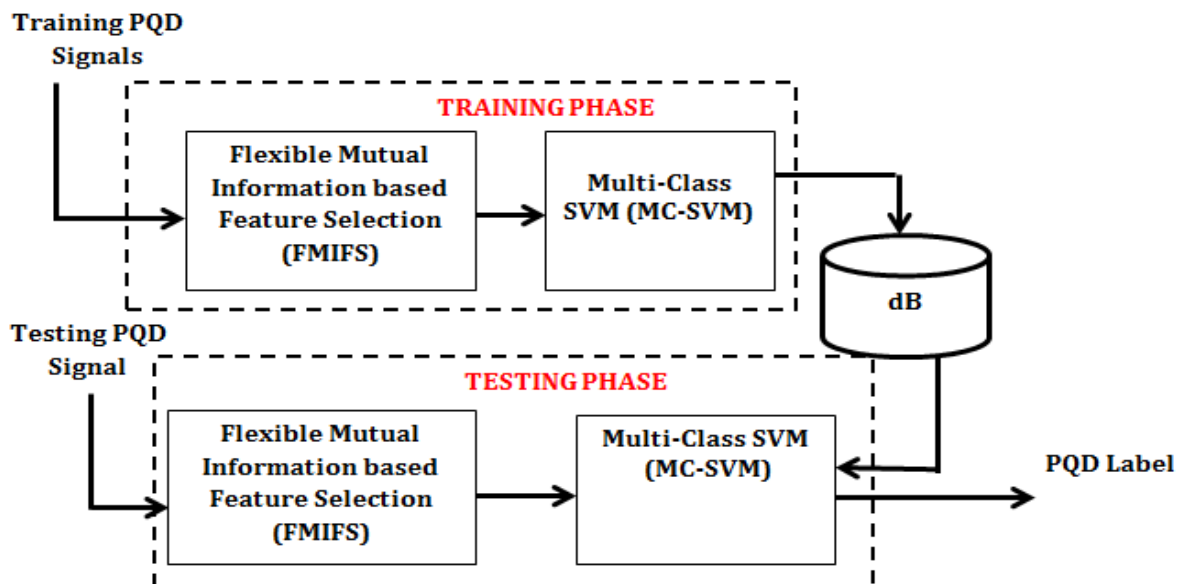 Training PQD
Signals
TRAINING PHASE
Flexible Mutual
Information based
Feature Selection
(FMIFS)
Multi-Class
SVM (MC-SVM)
dB
Testing PQD
Signal
TESTING PHASE
Flexible Mutual
Information based
Feature Selection
(FMIFS)
Multi-Class SVM
(MC-SVM)
PQD Label